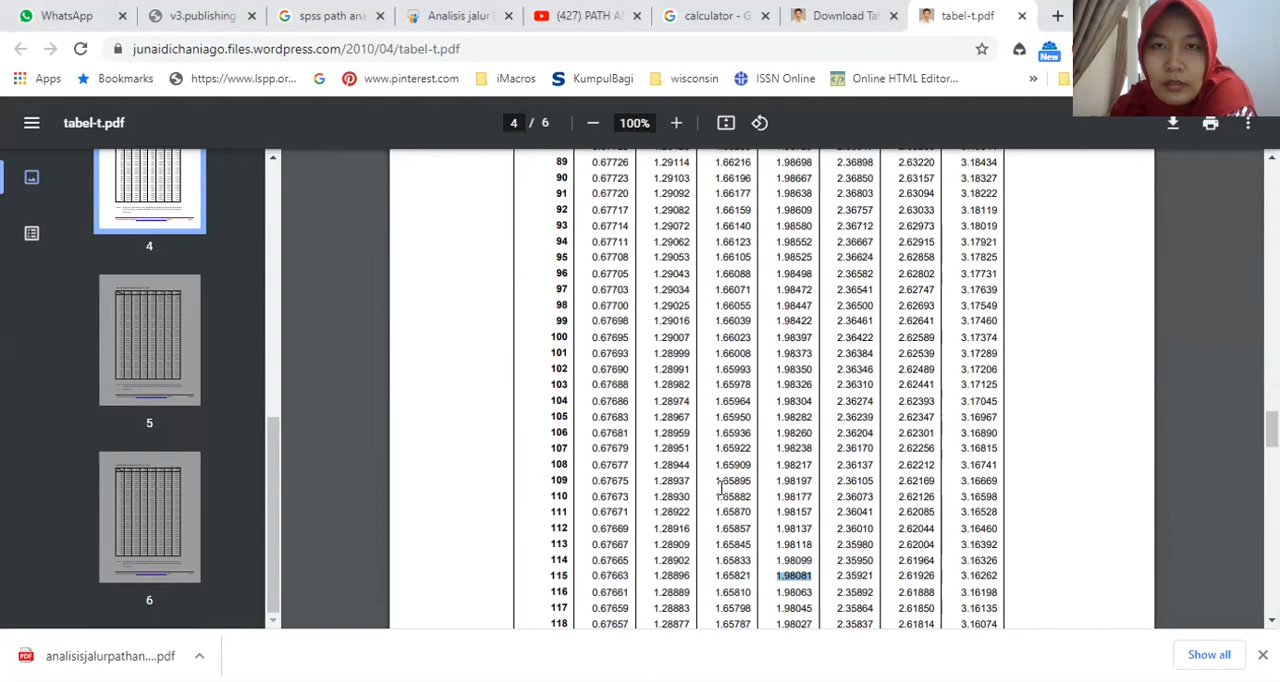 WhatsApp
v3.publishing
spss path ana
Analisis jalur
(427) PATH A
calculator - G
Download Ta
tabel-t.pdf
junaidichaniago.files.wordpress.com/2010/04/tabel-t.pdf
Apps
Bookmarks
https://www.lspp.or...
www.pinterest.com
iMacros
KumpulBagi
wisconsin
ISSN Online
Online HTML Editor...
New
tabel-t.pdf
4 / 6
100%
4
5
6
89 0.67726 1.29114 1.66216 1.98698 2.36898 2.63220 3.18434
90 0.67723 1.29103 1.66196 1.98667 2.36850 2.63157 3.18327
91 0.67720 1.29092 1.66177 1.98638 2.36803 2.63094 3.18222
92 0.67717 1.29082 1.66159 1.98609 2.36757 2.63033 3.18119
93 0.67714 1.29072 1.66140 1.98580 2.36712 2.62973 3.18019
94 0.67711 1.29062 1.66123 1.98552 2.36667 2.62915 3.17921
95 0.67708 1.29053 1.66105 1.98525 2.36624 2.62858 3.17825
96 0.67705 1.29043 1.66088 1.98498 2.36582 2.62802 3.17731
97 0.67703 1.29034 1.66071 1.98472 2.36541 2.62747 3.17639
98 0.67700 1.29025 1.66055 1.98447 2.36500 2.62693 3.17549
99 0.67698 1.29016 1.66039 1.98422 2.36461 2.62641 3.17460
100 0.67695 1.29007 1.66023 1.98397 2.36422 2.62589 3.17374
101 0.67693 1.28999 1.66008 1.98373 2.36384 2.62539 3.17289
102 0.67690 1.28991 1.65993 1.98350 2.36346 2.62489 3.17206
103 0.67688 1.28982 1.65978 1.98326 2.36310 2.62441 3.17125
104 0.67686 1.28974 1.65964 1.98304 2.36274 2.62393 3.17045
105 0.67683 1.28967 1.65950 1.98282 2.36239 2.62347 3.16967
106 0.67681 1.28959 1.65936 1.98260 2.36204 2.62301 3.16890
107 0.67679 1.28951 1.65922 1.98238 2.36170 2.62256 3.16815
108 0.67677 1.28944 1.65909 1.98217 2.36137 2.62212 3.16741
109 0.67675 1.28937 1.65895 1.98197 2.36105 2.62169 3.16669
110 0.67673 1.28930 1.65882 1.98177 2.36073 2.62126 3.16598
111 0.67671 1.28922 1.65870 1.98157 2.36041 2.62085 3.16528
112 0.67669 1.28916 1.65857 1.98137 2.36010 2.62044 3.16460
113 0.67667 1.28909 1.65845 1.98118 2.35980 2.62004 3.16392
114 0.67665 1.28902 1.65833 1.98099 2.35950 2.61964 3.16326
115 0.67663 1.28896 1.65821 1.98081 2.35921 2.61926 3.16262
116 0.67661 1.28889 1.65810 1.98063 2.35892 2.61888 3.16198
117 0.67659 1.28883 1.65798 1.98045 2.35864 2.61850 3.16135
118 0.67657 1.28877 1.65787 1.98027 2.35837 2.61814 3.16074
analisisjalurpathan....pdf
Show all